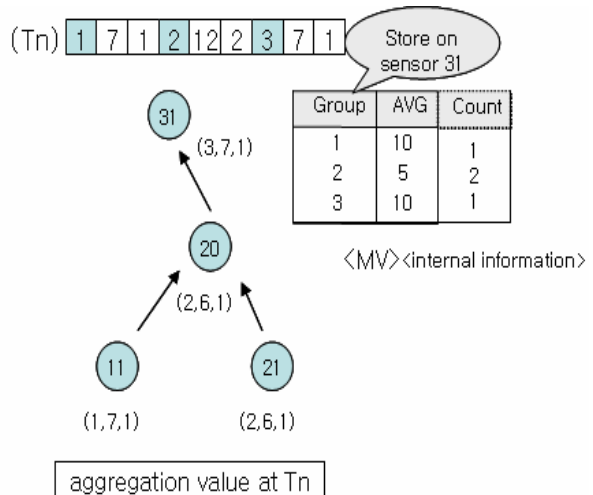 (Tn) 1 7 1 2 12 2 3 7 1
Store on
sensor 31
Group AVG Count
1 10 1
2 5 2
3 10 1
<MV> <internal information>
31
(3,7,1)
20
(2,6,1)
11
21
(1,7,1)
(2,6,1)
aggregation value at Tn